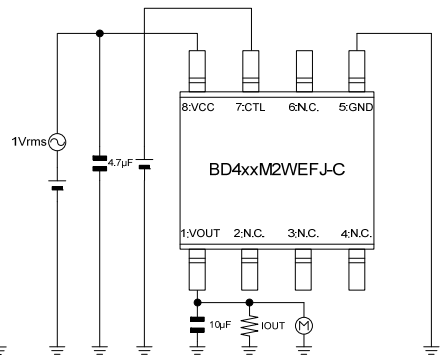 8:VCC 7:CTL 6:N.C. 5:GND
1Vrms
4.7μF
BD4xxM2WEFJ-C
1:VOUT 2:N.C. 3:N.C. 4:N.C.
10μF IOUT M